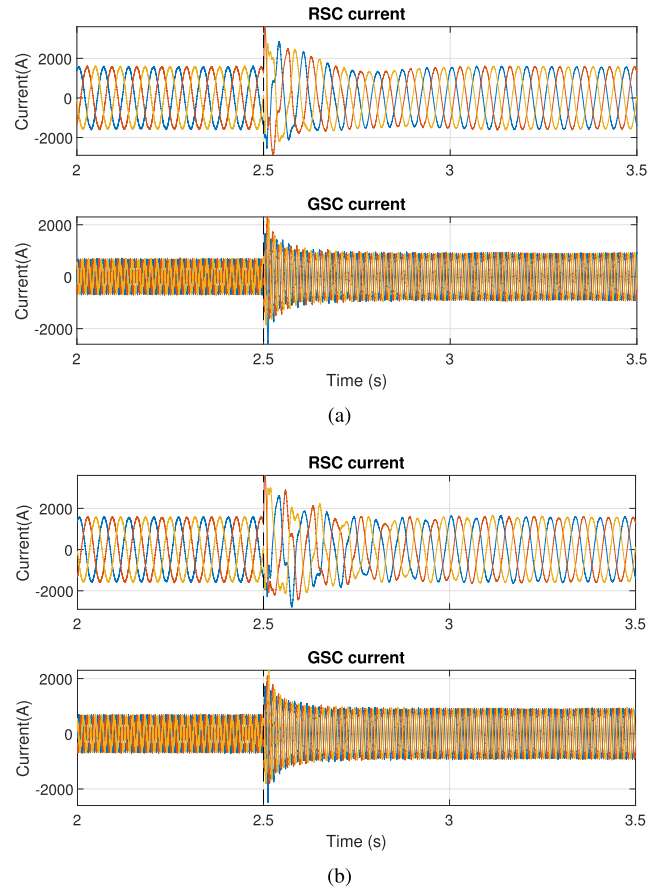 RSC current
Current(A)
2000
0
-2000
2 2.5 3 3.5
GSC current
Current(A)
2000
0
-2000
2 2.5 3 3.5
Time (s)
(a)
RSC current
Current(A)
2000
0
-2000
2 2.5 3 3.5
GSC current
Current(A)
2000
0
-2000
2 2.5 3 3.5
Time (s)
(b)